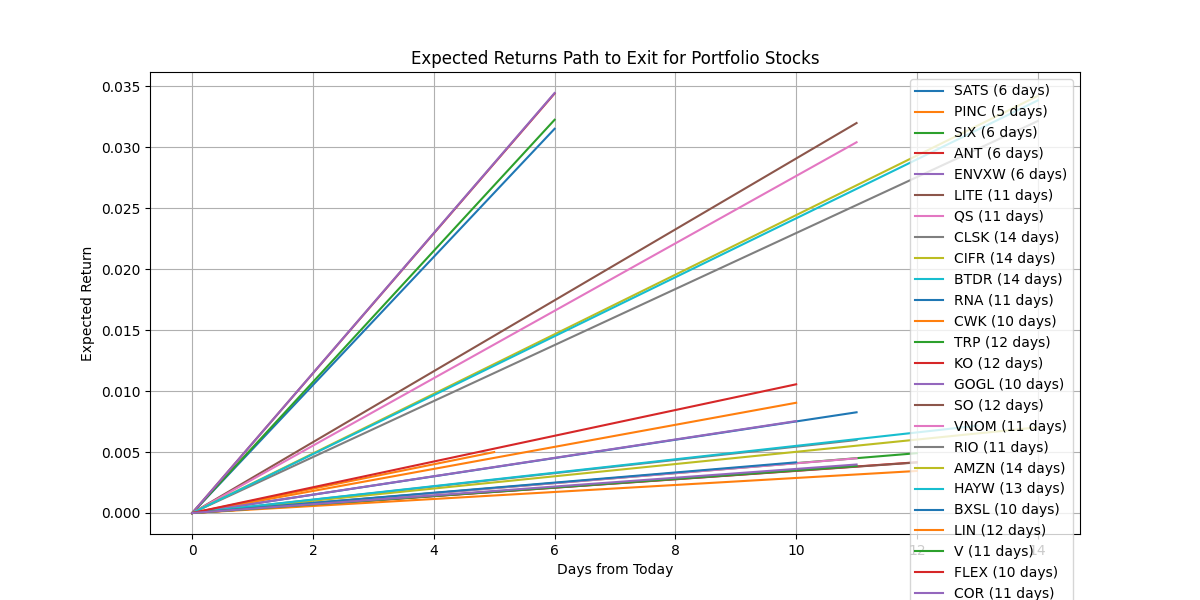 Expected Returns Path to Exit for Portfolio Stocks
Expected Return
0.035
0.030
0.025
0.020
0.015
0.010
0.005
0.000
0 2 4 6 8 10 12 14
Days from Today
SATS (6 days)
PINC (5 days)
SIX (6 days)
ANT (6 days)
ENVXW (6 days)
LITE (11 days)
QS (11 days)
CLSK (14 days)
CIFR (14 days)
BTDR (14 days)
RNA (11 days)
CWK (10 days)
TRP (12 days)
KO (12 days)
GOGL (10 days)
SO (12 days)
VNOM (11 days)
RIO (11 days)
AMZN (14 days)
HAYW (13 days)
BXSL (10 days)
LIN (12 days)
V (11 days)
FLEX (10 days)
COR (11 days)